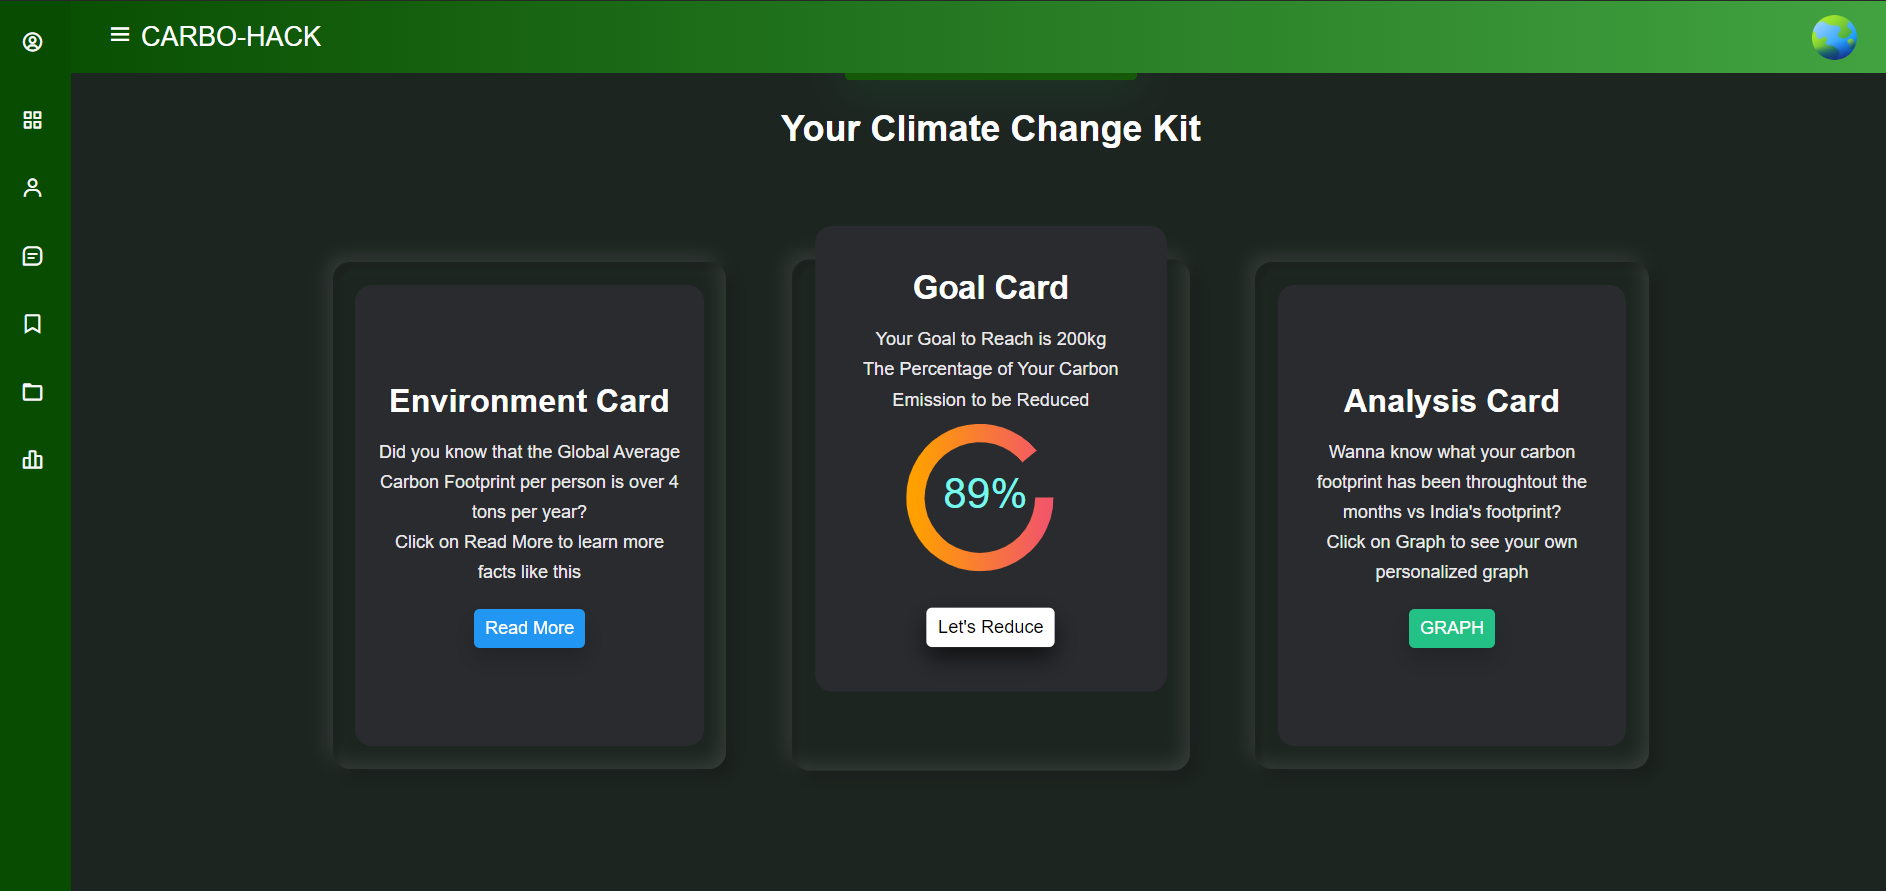 CARBO-HACK
Your Climate Change Kit
Environment Card
Did you know that the Global Average
Carbon Footprint per person is over 4
tons per year?
Click on Read More to learn more
facts like this
Read More
Goal Card
Your Goal to Reach is 200kg
The Percentage of Your Carbon
Emission to be Reduced
89%
Let's Reduce
Analysis Card
Wanna know what your carbon
footprint has been throughtout the
months vs India's footprint?
Click on Graph to see your own
personalized graph
GRAPH